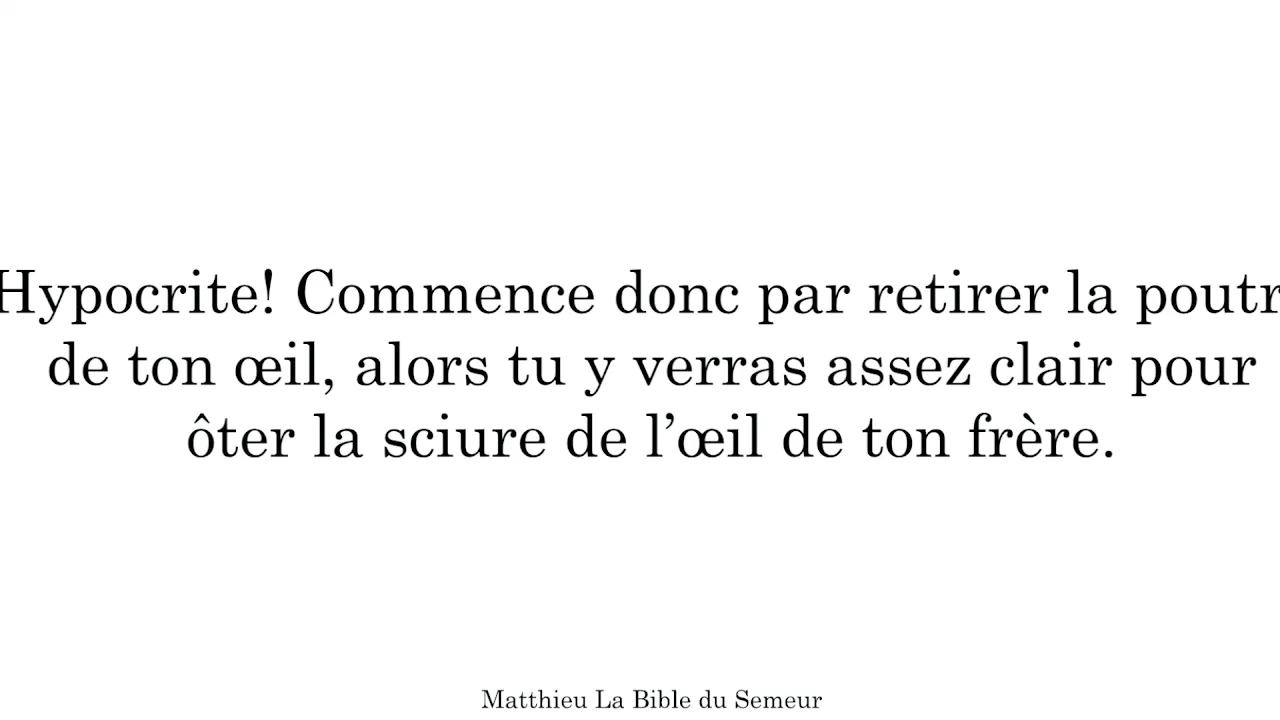 Hypocrite! Commence donc par retirer la poutr
de ton œil, alors tu y verras assez clair pour
ôter la sciure de l’œil de ton frère.
Matthieu La Bible du Semeur